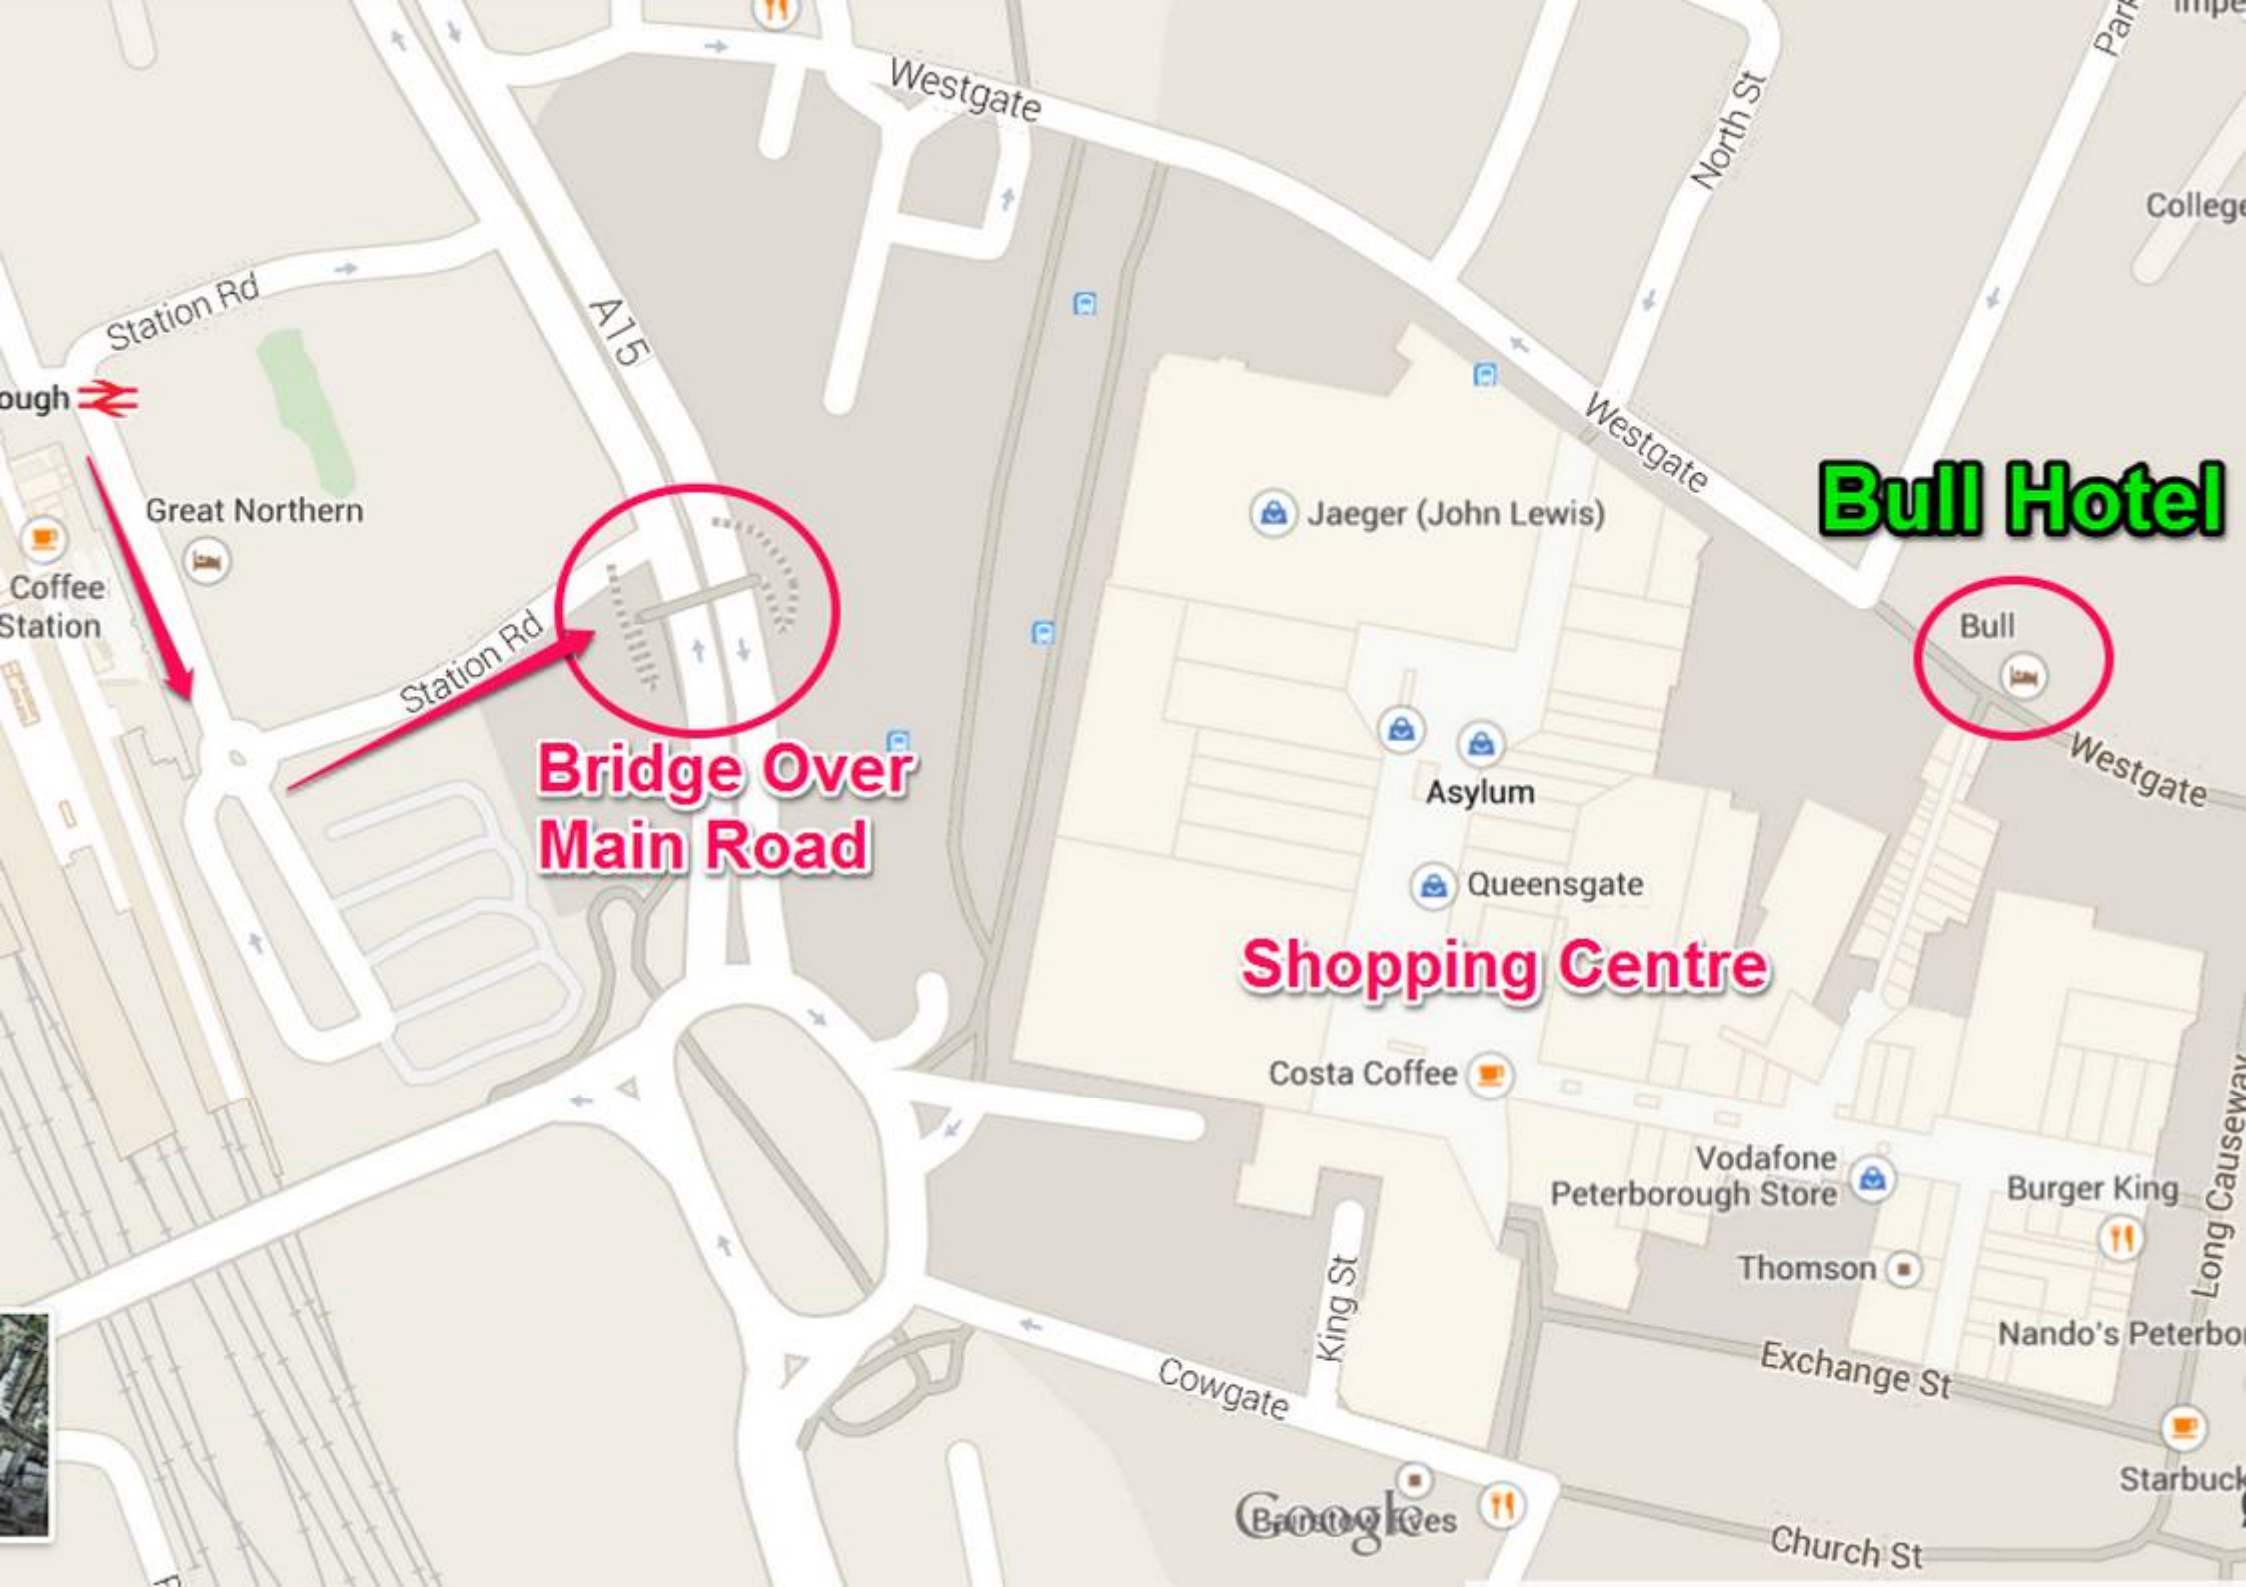 Impe
Park
Westgate
North St
College
Station Rd
A15
ough
Westgate
Bull Hotel
Great Northern
Jaeger (John Lewis)
Coffee
Station
Bull
Station Rd
Bridge Over
Main Road
Westgate
Asylum
Queensgate
Shopping Centre
Costa Coffee
Vodafone
Peterborough Store
Burger King
Long Causeway
Thomson
King St
Nando's Peterbo
Exchange St
Cowgate
Starbuck
Google
Church St